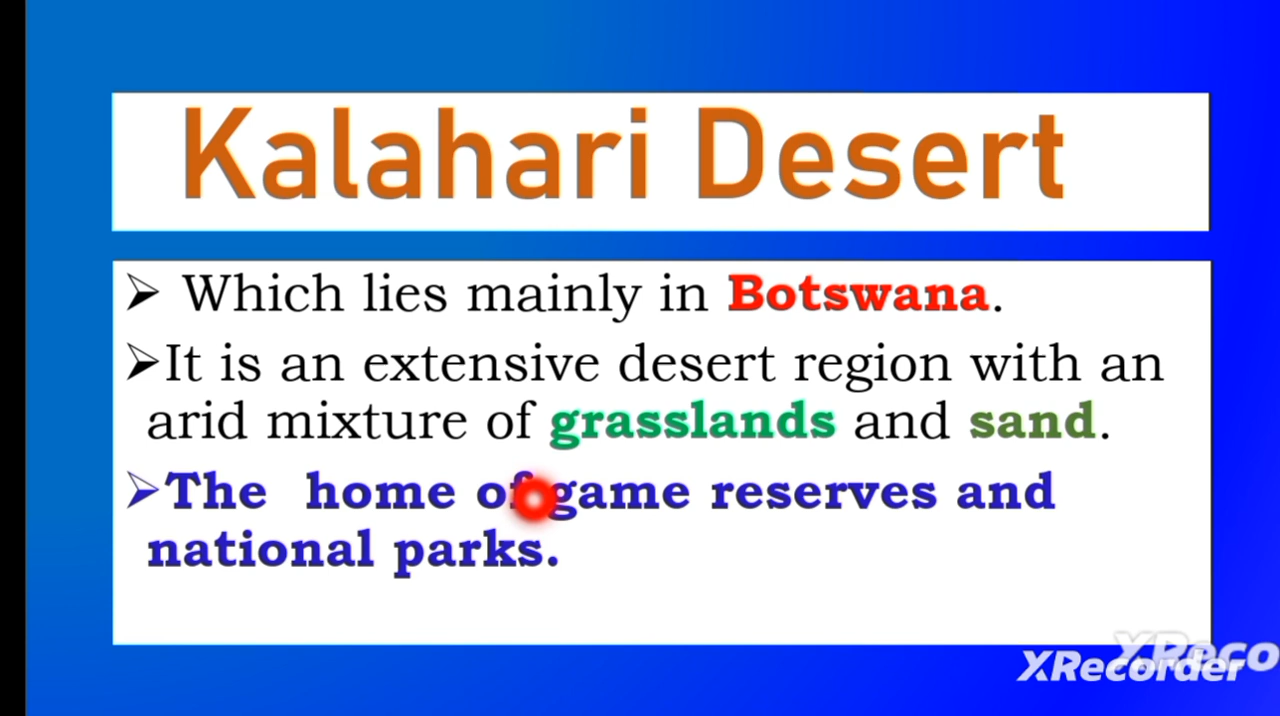 Kalahari Desert
➢ Which lies mainly in Botswana.
➢It is an extensive desert region with an
arid mixture of grasslands and sand.
➢The home of game reserves and
national parks.
XRecorder
XReco